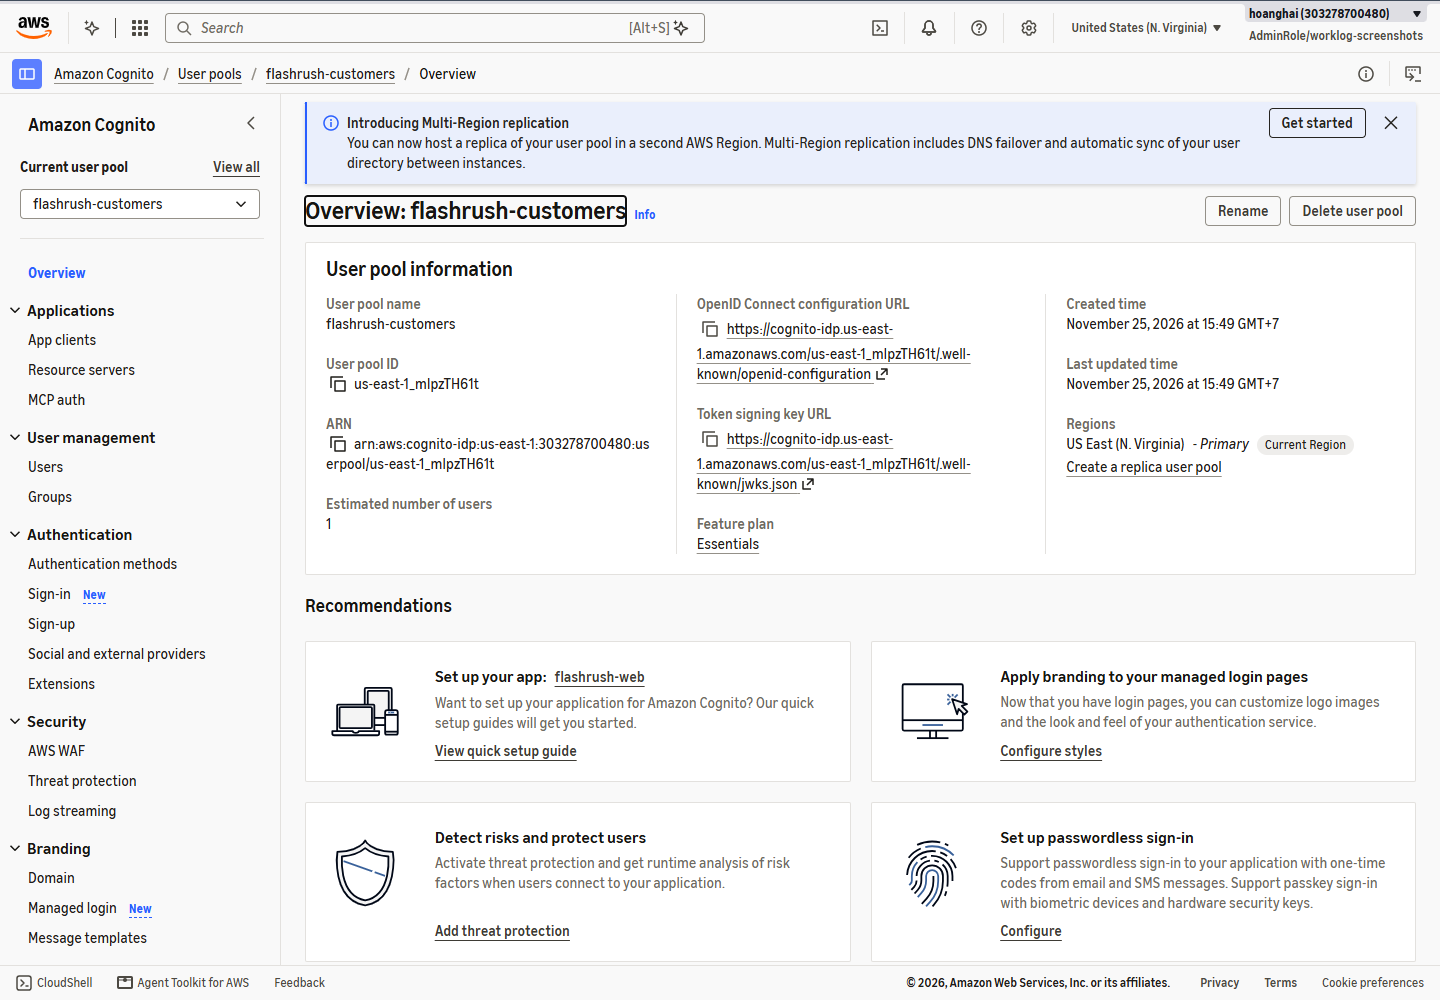 aws
Search
[Alt+S]
United States (N. Virginia)
hoanghai (303278700480)
AdminRole/worklog-screenshots
Amazon Cognito / User pools / flashrush-customers / Overview
Amazon Cognito
Current user pool
View all
flashrush-customers
Overview
Applications
App clients
Resource servers
MCP auth
User management
Users
Groups
Authentication
Authentication methods
Sign-in New
Sign-up
Social and external providers
Extensions
Security
AWS WAF
Threat protection
Log streaming
Branding
Domain
Managed login New
Message templates
Introducing Multi-Region replication
You can now host a replica of your user pool in a second AWS Region. Multi-Region replication includes DNS failover and automatic sync of your user
directory between instances.
Get started
Overview: flashrush-customers Info
Rename
Delete user pool
User pool information
User pool name
flashrush-customers
User pool ID
us-east-1_mlpzTH61t
ARN
arn:aws:cognito-idp:us-east-1:303278700480:us
erpool/us-east-1_mlpzTH61t
Estimated number of users
1
OpenID Connect configuration URL
https://cognito-idp.us-east-
1.amazonaws.com/us-east-1_mlpzTH61t/.well-
known/openid-configuration
Token signing key URL
https://cognito-idp.us-east-
1.amazonaws.com/us-east-1_mlpzTH61t/.well-
known/jwks.json
Feature plan
Essentials
Created time
November 25, 2026 at 15:49 GMT+7
Last updated time
November 25, 2026 at 15:49 GMT+7
Regions
US East (N. Virginia) - Primary Current Region
Create a replica user pool
Recommendations
Set up your app: flashrush-web
Want to set up your application for Amazon Cognito? Our quick
setup guides will get you started.
View quick setup guide
Apply branding to your managed login pages
Now that you have login pages, you can customize logo images
and the look and feel of your authentication service.
Configure styles
Detect risks and protect users
Activate threat protection and get runtime analysis of risk
factors when users connect to your application.
Add threat protection
Set up passwordless sign-in
Support passwordless sign-in to your application with one-time
codes from email and SMS messages. Support passkey sign-in
with biometric devices and hardware security keys.
Configure
CloudShell
Agent Toolkit for AWS
Feedback
© 2026, Amazon Web Services, Inc. or its affiliates.
Privacy
Terms
Cookie preferences